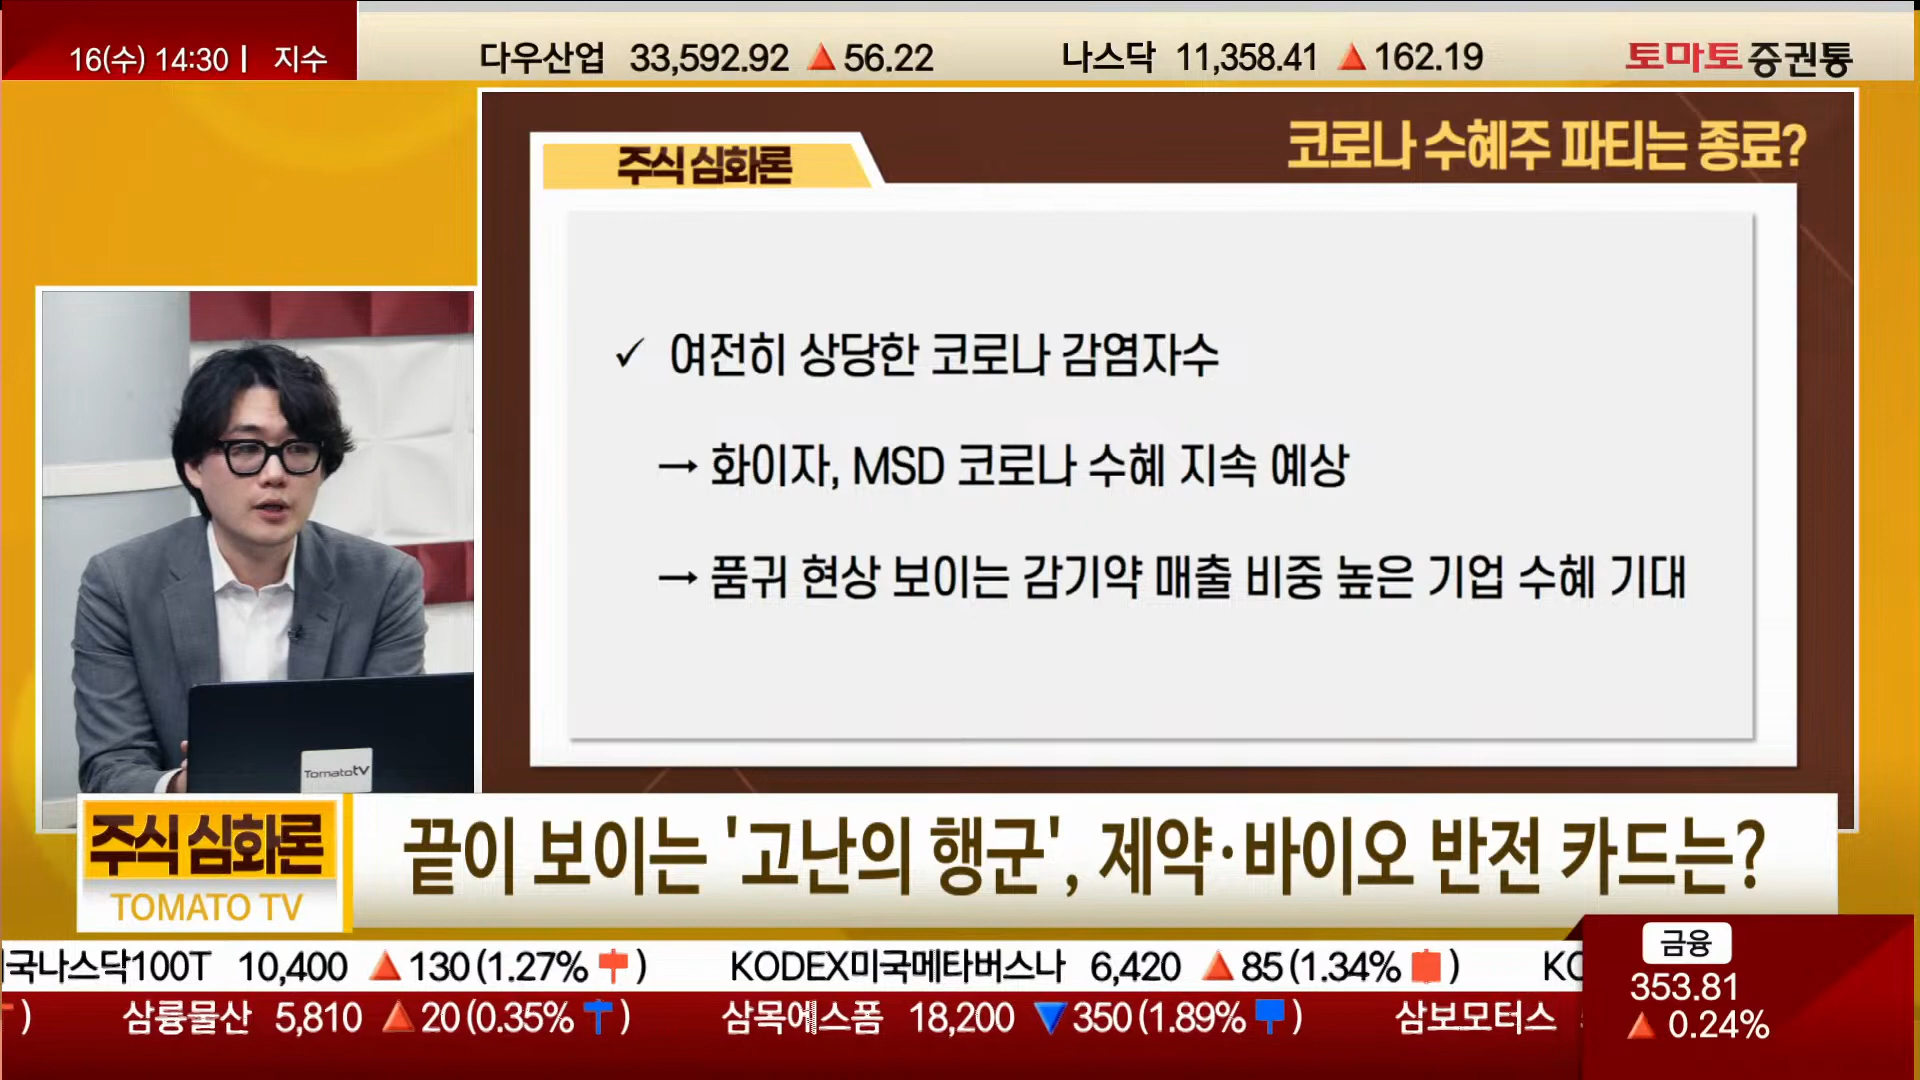 16(수) 14:30 | 지수
다우산업 33,592.92 ▲ 56.22 나스닥 11,358.41 ▲ 162.19
토마토증권통
코로나 수혜주 파티는 종료?
주식 심화론
✓ 여전히 상당한 코로나 감염자수
→ 화이자, MSD 코로나 수혜 지속 예상
→ 품귀 현상 보이는 감기약 매출 비중 높은 기업 수혜 기대
TomatoTV
주식 심화론
TOMATO TV
끝이 보이는 '고난의 행군', 제약·바이오 반전 카드는?
국나스닥100T 10,400 ▲ 130 (1.27% ) KODEX미국메타버스나 6,420 ▲ 85 (1.34% ) KO
) 삼륭물산 5,810 ▲ 20 (0.35% ) 삼목에스폼 18,200 ▼ 350 (1.89% ) 삼보모터스
금융
353.81
▲ 0.24%